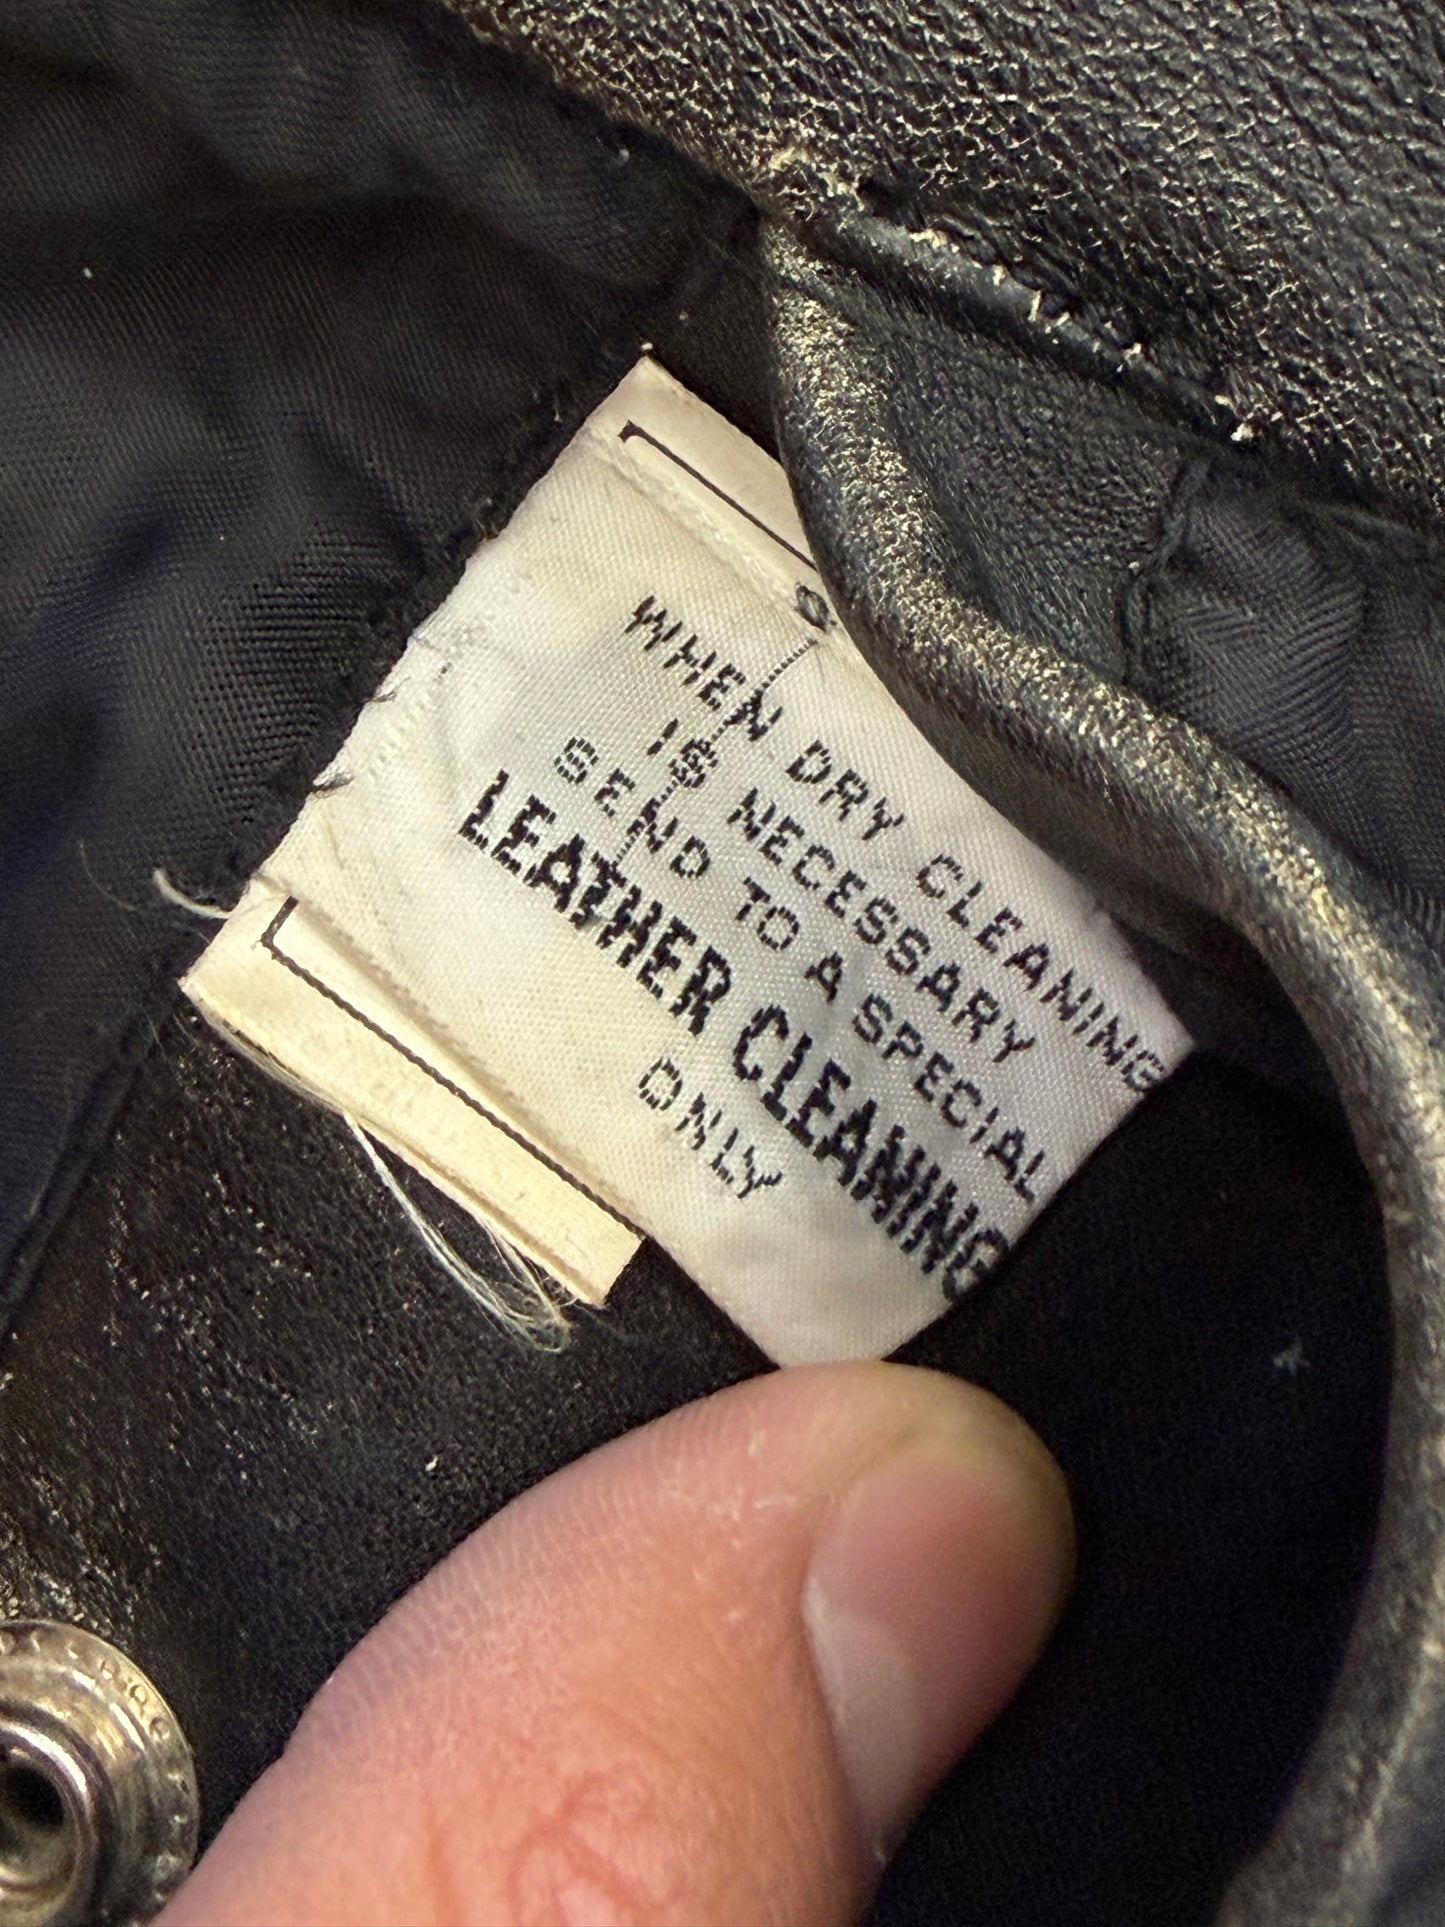 L
WHEN DRY CLEANING
IS NECESSARY
SEND TO A SPECIAL
LEATHER CLEANING
ONLY
L